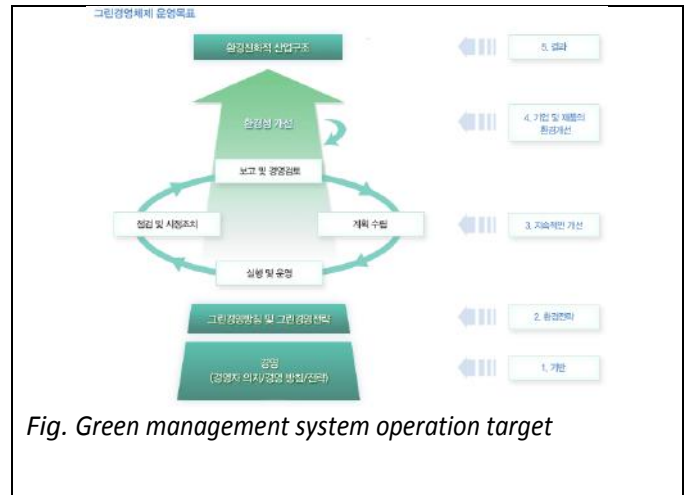 그린경영체제 운영목표
환경친화적 산업구조
5. 결과
환경성 개선
4. 기업 및 제품의
환경개선
보고 및 경영검토
점검 및 시정조치
계획 수립
3. 지속적인 개선
실행 및 운영
그린경영방침 및 그린경영전략
2. 환경전략
경영
(경영자 의지/경영 방침/전략)
1. 기반
Fig. Green management system operation target